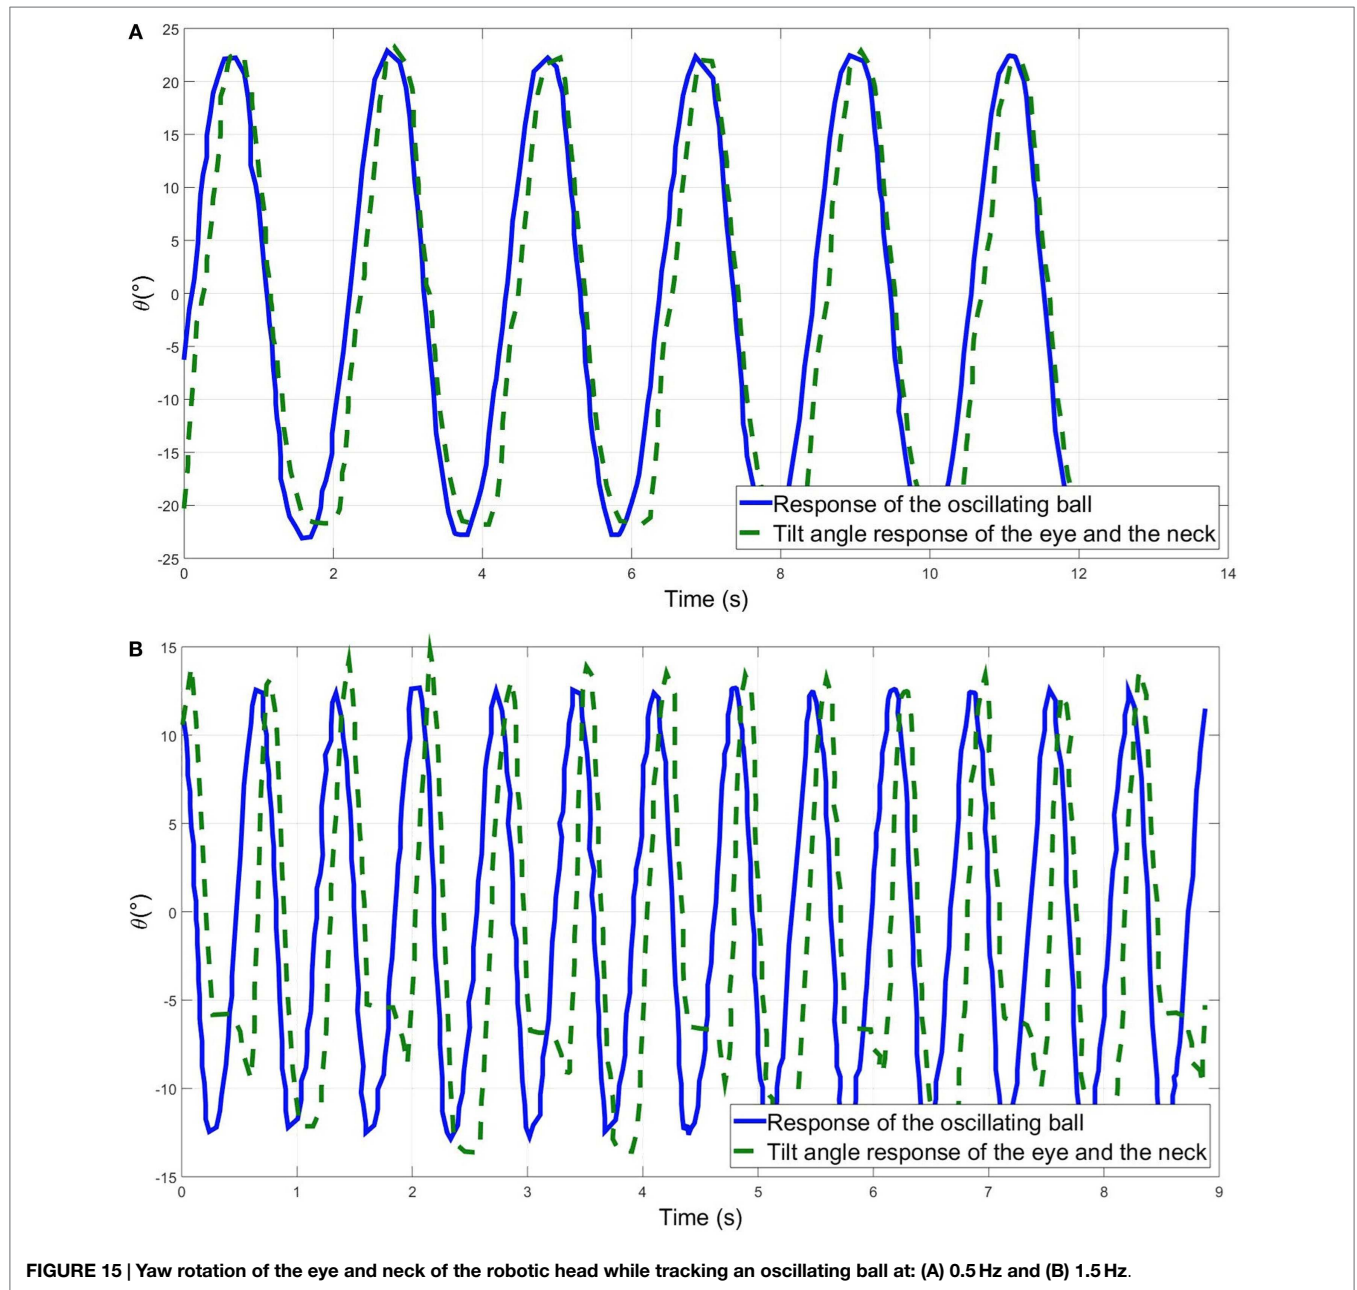 A
25
20
15
10
5
0
-5
-10
-15
-20
-25
θ(°)
Response of the oscillating ball
Tilt angle response of the eye and the neck
0 2 4 6 8 10 12 14
Time (s)
B
15
10
5
0
-5
-10
-15
θ(°)
Response of the oscillating ball
Tilt angle response of the eye and the neck
0 1 2 3 4 5 6 7 8 9
Time (s)
FIGURE 15 | Yaw rotation of the eye and neck of the robotic head while tracking an oscillating ball at: (A) 0.5 Hz and (B) 1.5 Hz.